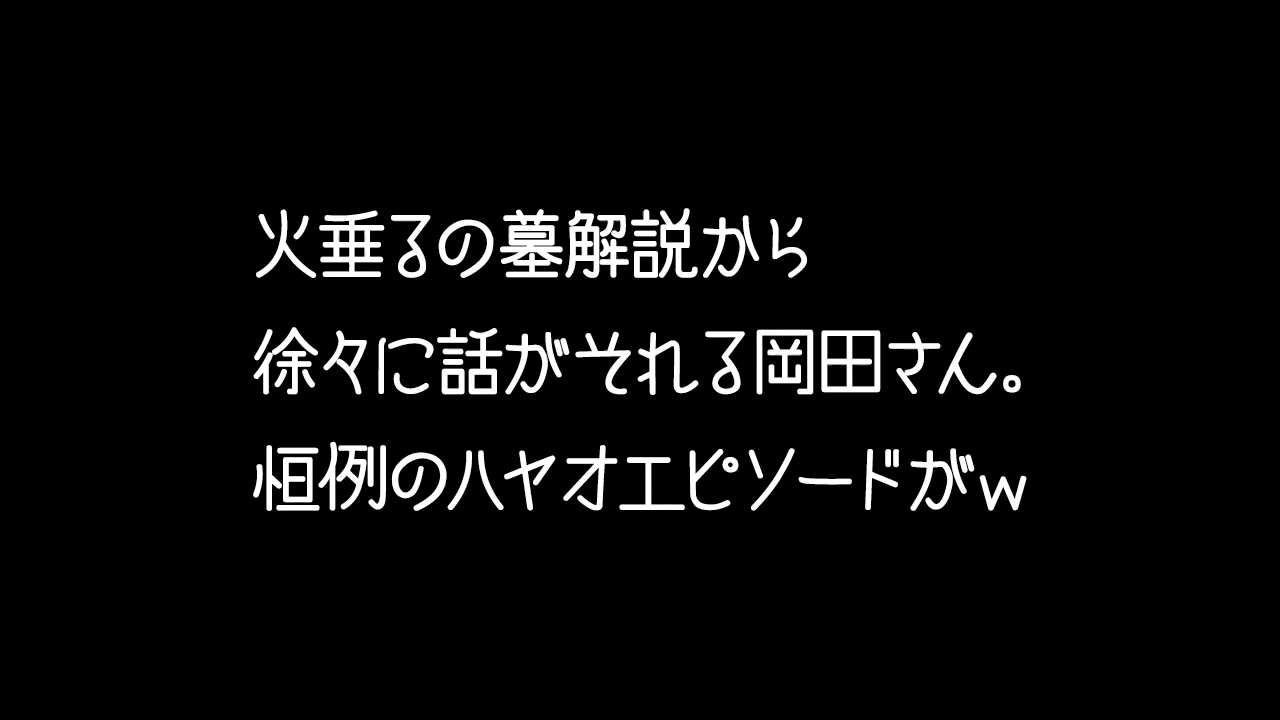 火垂るの墓解説から
徐々に話がそれる岡田さん。
恒例のハヤオエピソードがw